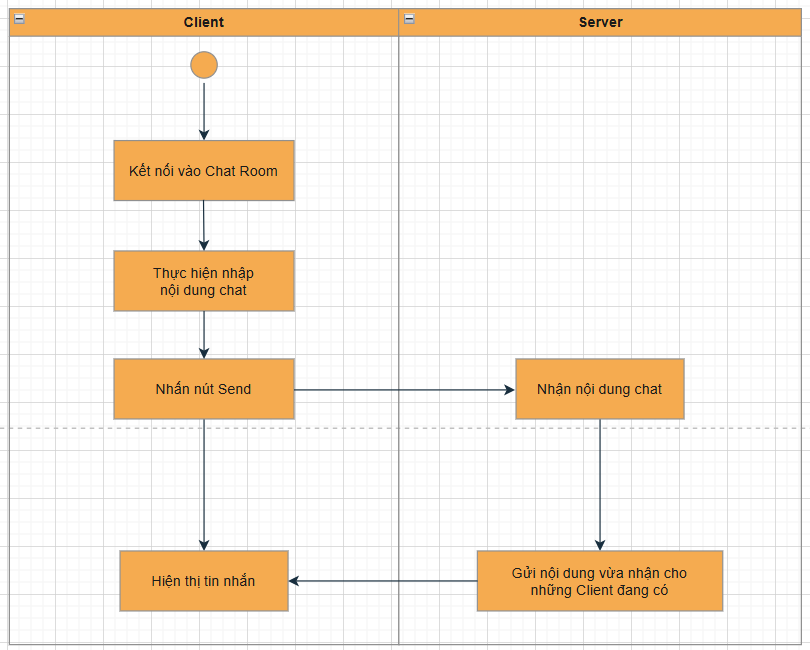 Client
Server
Kết nối vào Chat Room
Thực hiện nhập
nội dung chat
Nhấn nút Send
Nhận nội dung chat
Hiện thị tin nhắn
Gửi nội dung vừa nhận cho
những Client đang có